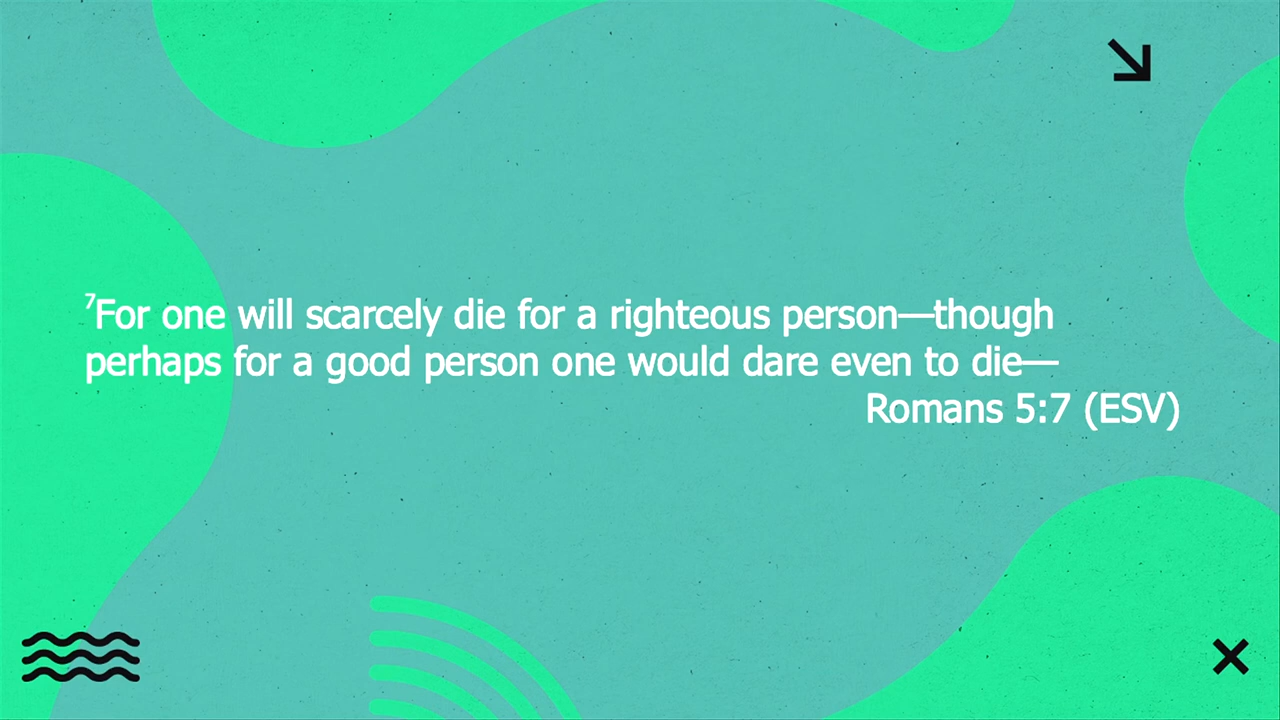 ⁷For one will scarcely die for a righteous person—though
perhaps for a good person one would dare even to die—
Romans 5:7 (ESV)